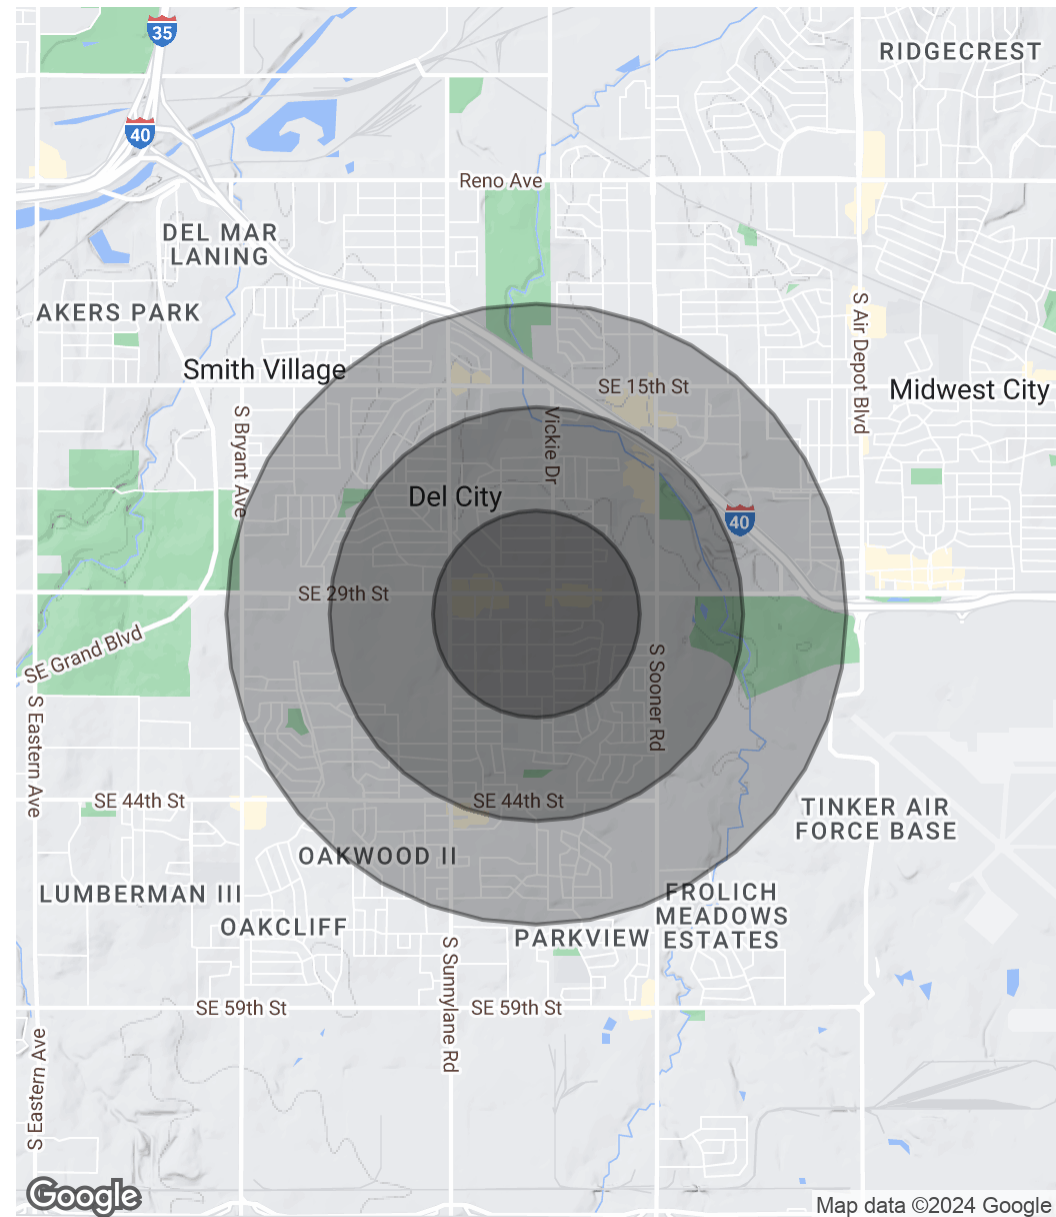 35
RIDGECREST
40
Reno Ave
DEL MAR
LANING
AKERS PARK
S Air Depot Blvd
Smith Village
SE 15th St
Midwest City
S Bryant Ave
Vickie Dr
Del City
40
SE 29th St
SE Grand Blvd
S Sooner Rd
S Eastern Ave
SE 44th St
SE 44th St
TINKER AIR
FORCE BASE
OAKWOOD II
LUMBERMAN III
FROLICH
MEADOWS
ESTATES
OAKCLIFF
PARKVIEW
S Sunnylane Rd
SE 59th St
SE 59th St
S Eastern Ave
Google
Map data ©2024 Google